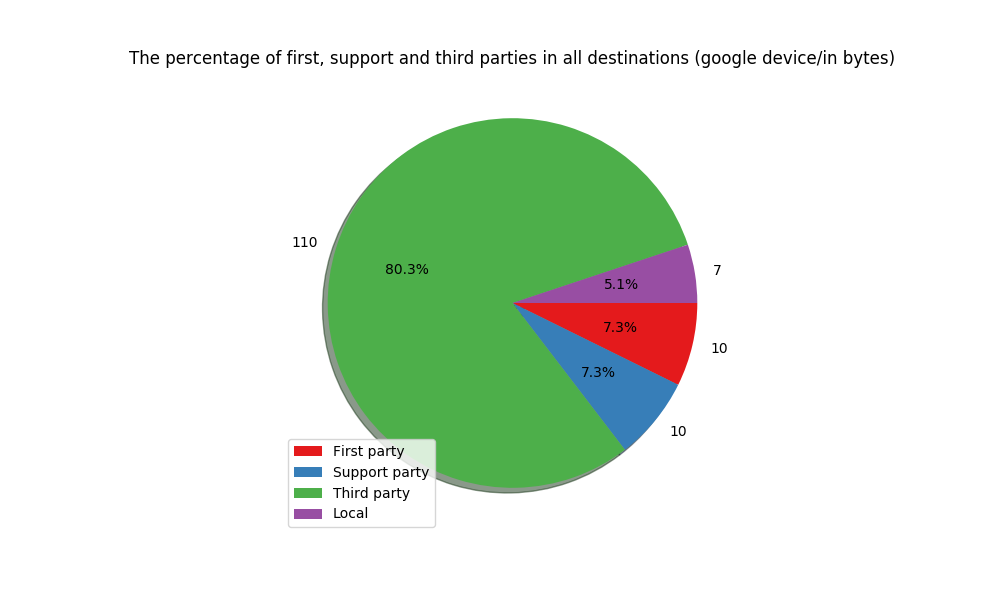 The percentage of first, support and third parties in all destinations (google device/in bytes)
110
80.3%
7
5.1%
7.3%
10
7.3%
10
First party
Support party
Third party
Local